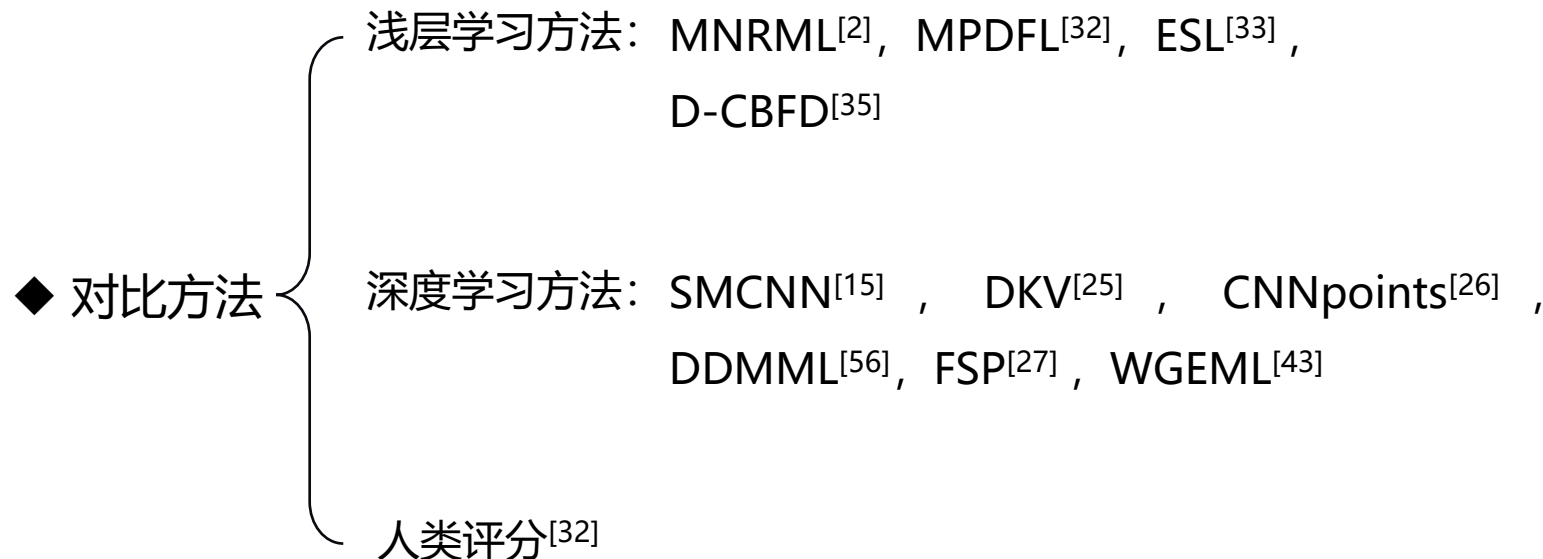 浅层学习方法：MNRML[2]，MPDFL[32]，ESL[33]，
D-CBFD[35]
◆ 对比方法
深度学习方法：SMCNN[15]，DKV[25]，CNNpoints[26]，
DDMML[56]，FSP[27]，WGEML[43]
人类评分[32]